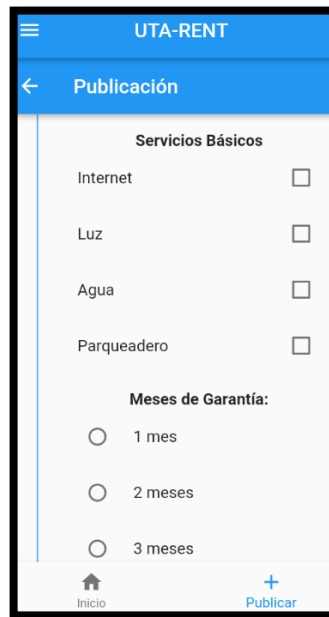 UTA-RENT
Publicación
Servicios Básicos
Internet
Luz
Agua
Parqueadero
Meses de Garantía:
1 mes
2 meses
3 meses
Inicio
Publicar